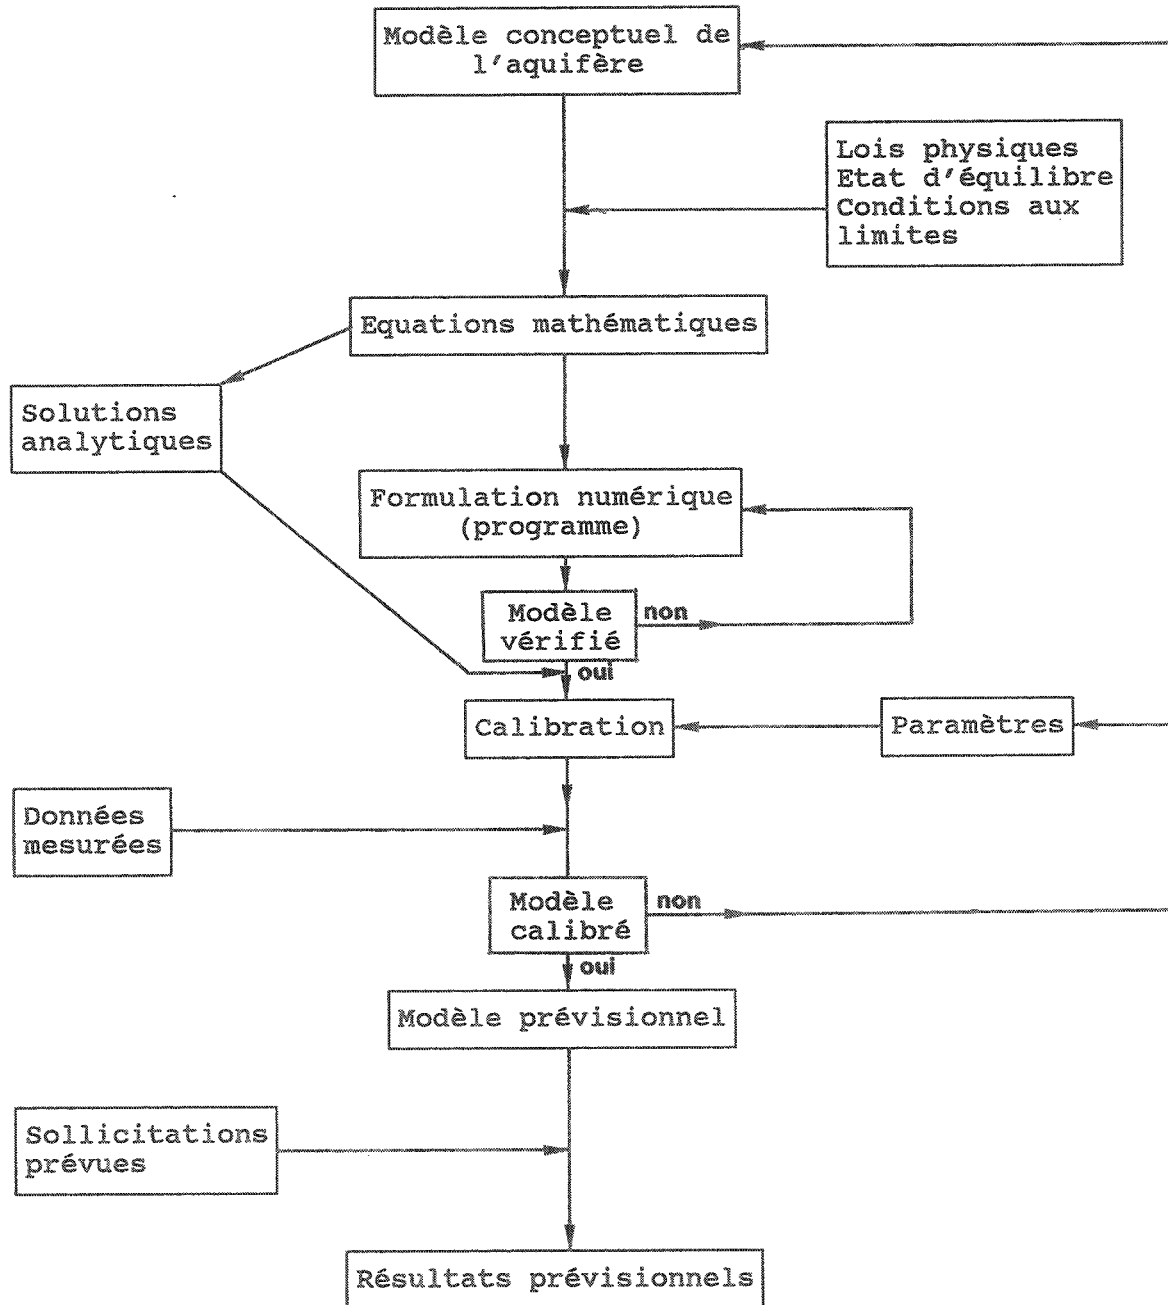 Modèle conceptuel de
l'aquifère
Lois physiques
Etat d'équilibre
Conditions aux
limites
Equations mathématiques
Solutions
analytiques
Formulation numérique
(programme)
Modèle
vérifié
non
oui
Calibration
Paramètres
Données
mesurées
Modèle
calibré
non
oui
Modèle prévisionnel
Sollicitations
prévues
Résultats prévisionnels